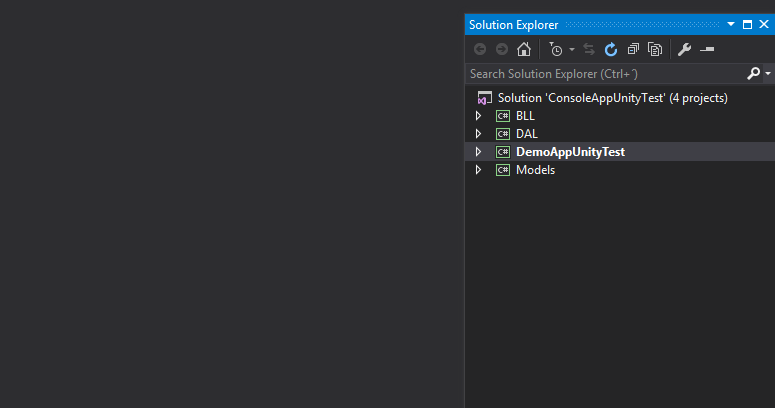 Solution Explorer
Search Solution Explorer (Ctrl+´)
Solution 'ConsoleAppUnityTest' (4 projects)
C# BLL
C# DAL
C# DemoAppUnityTest
C# Models